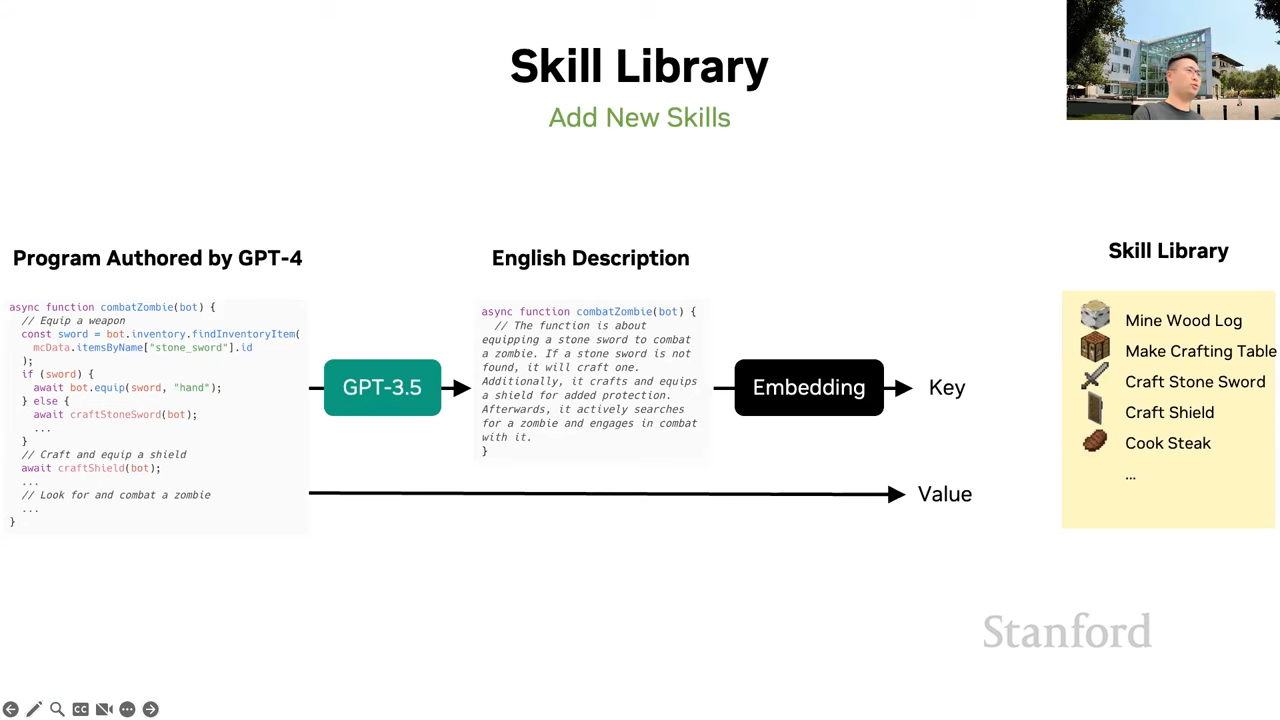 Skill Library
Add New Skills
Program Authored by GPT-4
async function combatZombie(bot) {
// Equip a weapon
const sword = bot.inventory.findInventoryItem(
mcData.itemsByName["stone_sword"].id
);
if (sword) {
await bot.equip(sword, "hand");
} else {
await craftStoneSword(bot);
...
}
// Craft and equip a shield
await craftShield(bot);
...
// Look for and combat a zombie
...
}
GPT-3.5
English Description
async function combatZombie(bot) {
// The function is about
equipping a stone sword to combat
a zombie. If a stone sword is not
found, it will craft one.
Additionally, it crafts and equips
a shield for added protection.
Afterwards, it actively searches
for a zombie and engages in combat
with it.
}
Embedding
Key
Value
Skill Library
Mine Wood Log
Make Crafting Table
Craft Stone Sword
Craft Shield
Cook Steak
...
Stanford
CC